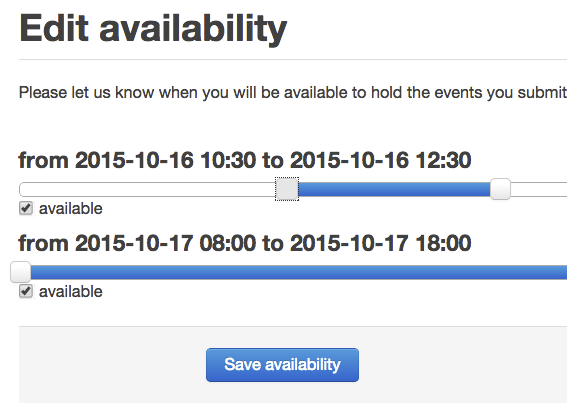 Edit availability
Please let us know when you will be available to hold the events you submit
from 2015-10-16 10:30 to 2015-10-16 12:30
available
from 2015-10-17 08:00 to 2015-10-17 18:00
available
Save availability